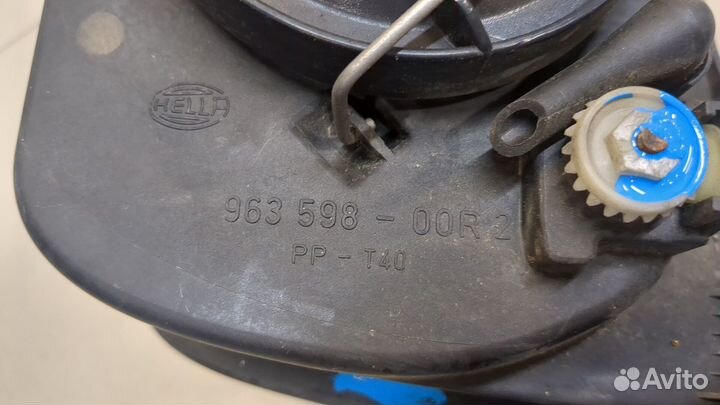 HELLA
963 598 - 00R 2
PP - T40
Avito